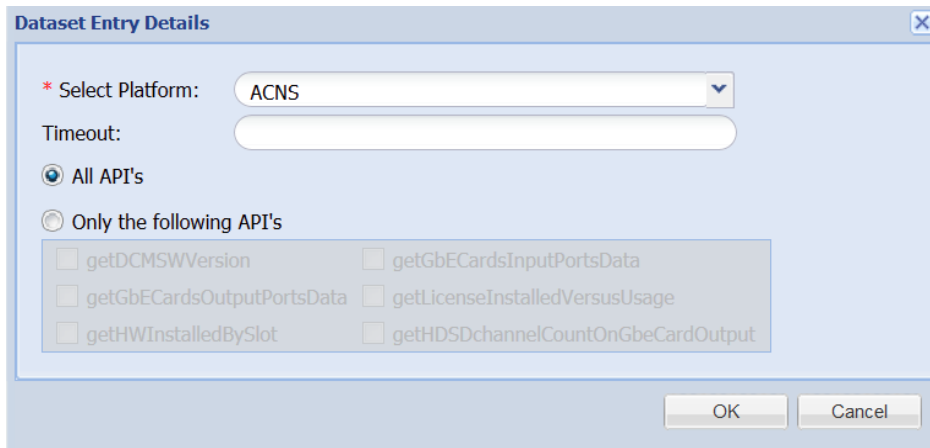 Dataset Entry Details
* Select Platform: ACNS
Timeout:
All API's
Only the following API's
getDCMSWVersion getGbECardsInputPortsData
getGbECardsOutputPortsData getLicenseInstalledVersusUsage
getHWInstalledBySlot getHDSDchannelCountOnGbeCardOutput
OK Cancel